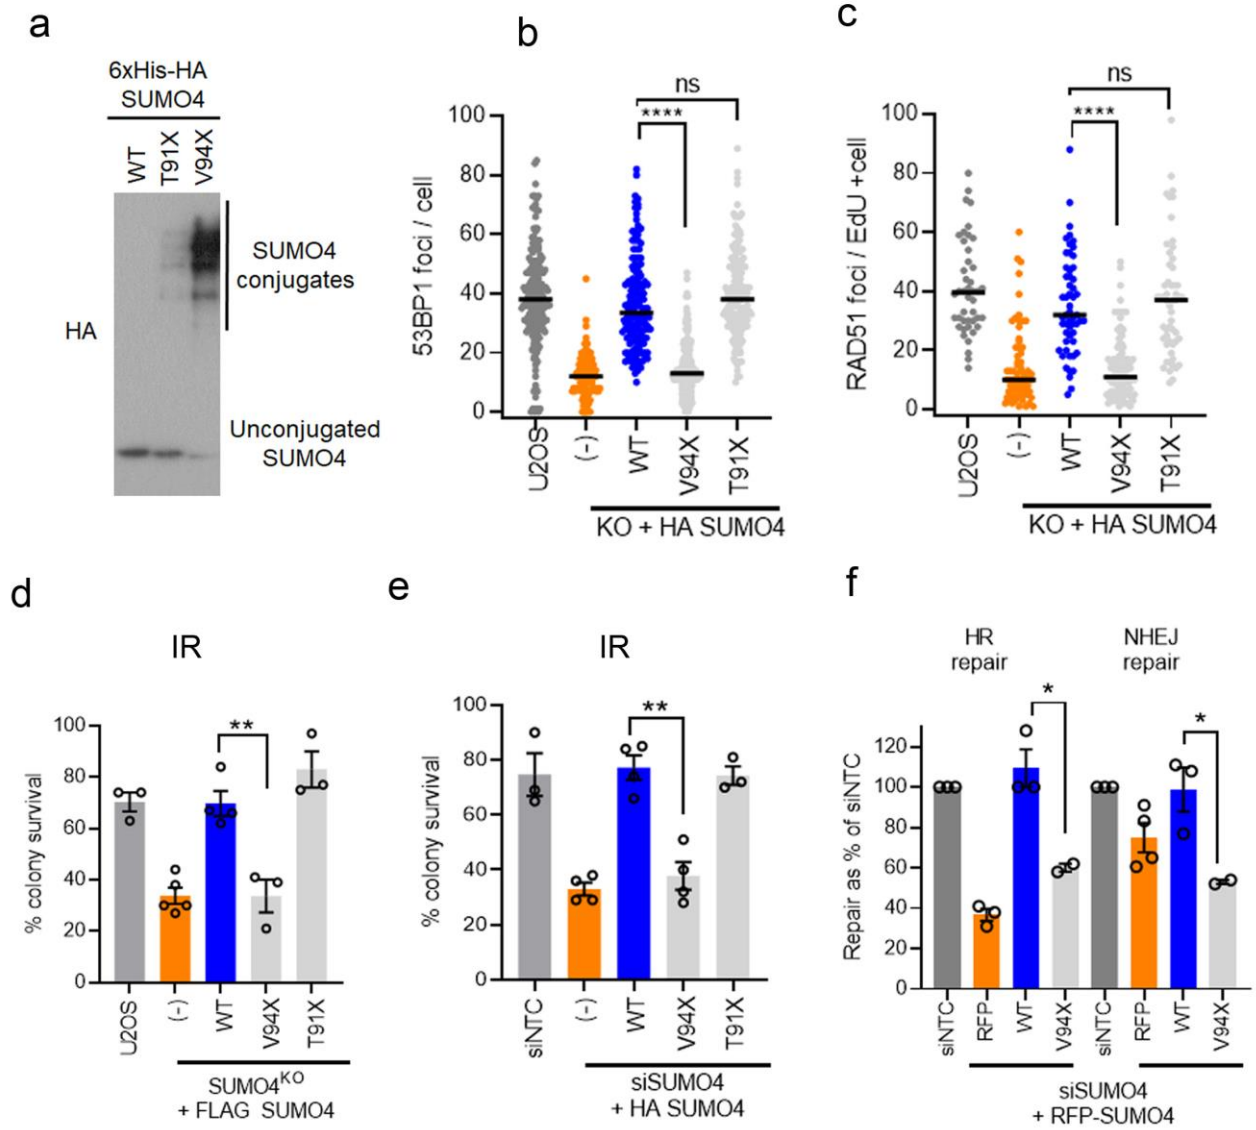 a
6xHis-HA
SUMO4
WT
T91X
V94X
HA
SUMO4
conjugates
Unconjugated
SUMO4
b
53BP1 foci / cell
100
80
60
40
20
0
ns
****
U2OS
(-)
WT
V94X
T91X
KO + HA SUMO4
c
RAD51 foci / EdU +cell
100
80
60
40
20
0
ns
****
U2OS
(-)
WT
V94X
T91X
KO + HA SUMO4
d
IR
% colony survival
100
80
60
40
20
0
**
U2OS
(-)
WT
V94X
T91X
SUMO4KO
+ FLAG SUMO4
e
IR
% colony survival
100
80
60
40
20
0
**
siNTC
(-)
WT
V94X
T91X
siSUMO4
+ HA SUMO4
f
HR
repair
NHEJ
repair
Repair as % of siNTC
120
100
80
60
40
20
0
*
*
siNTC
RFP
WT
V94X
siNTC
RFP
WT
V94X
siSUMO4
+ RFP-SUMO4